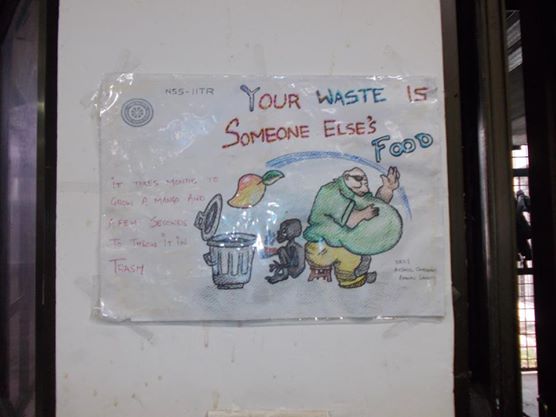 NSS-IITR
YOUR WASTE IS
SOMEONE ELSE'S
FOOD
IT TAKES MONTHS TO
GROW A MANGO AND
A FEW SECONDS
TO THROW IT IN
TRASH